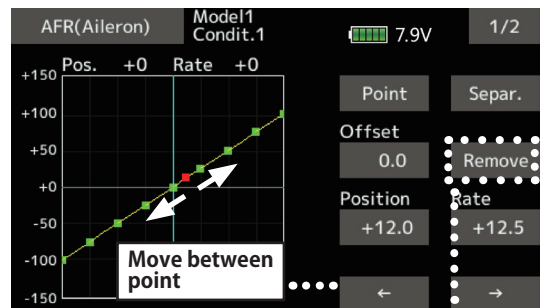 AFR(Aileron)
Model1
Condit.1
7.9V
1/2
Pos. +0 Rate +0
+150
+100
+50
+0
-50
-100
-150
Point
Separ.
Offset
0.0
Remove
Position
Rate
+12.0
+12.5
Move between
point
←
→